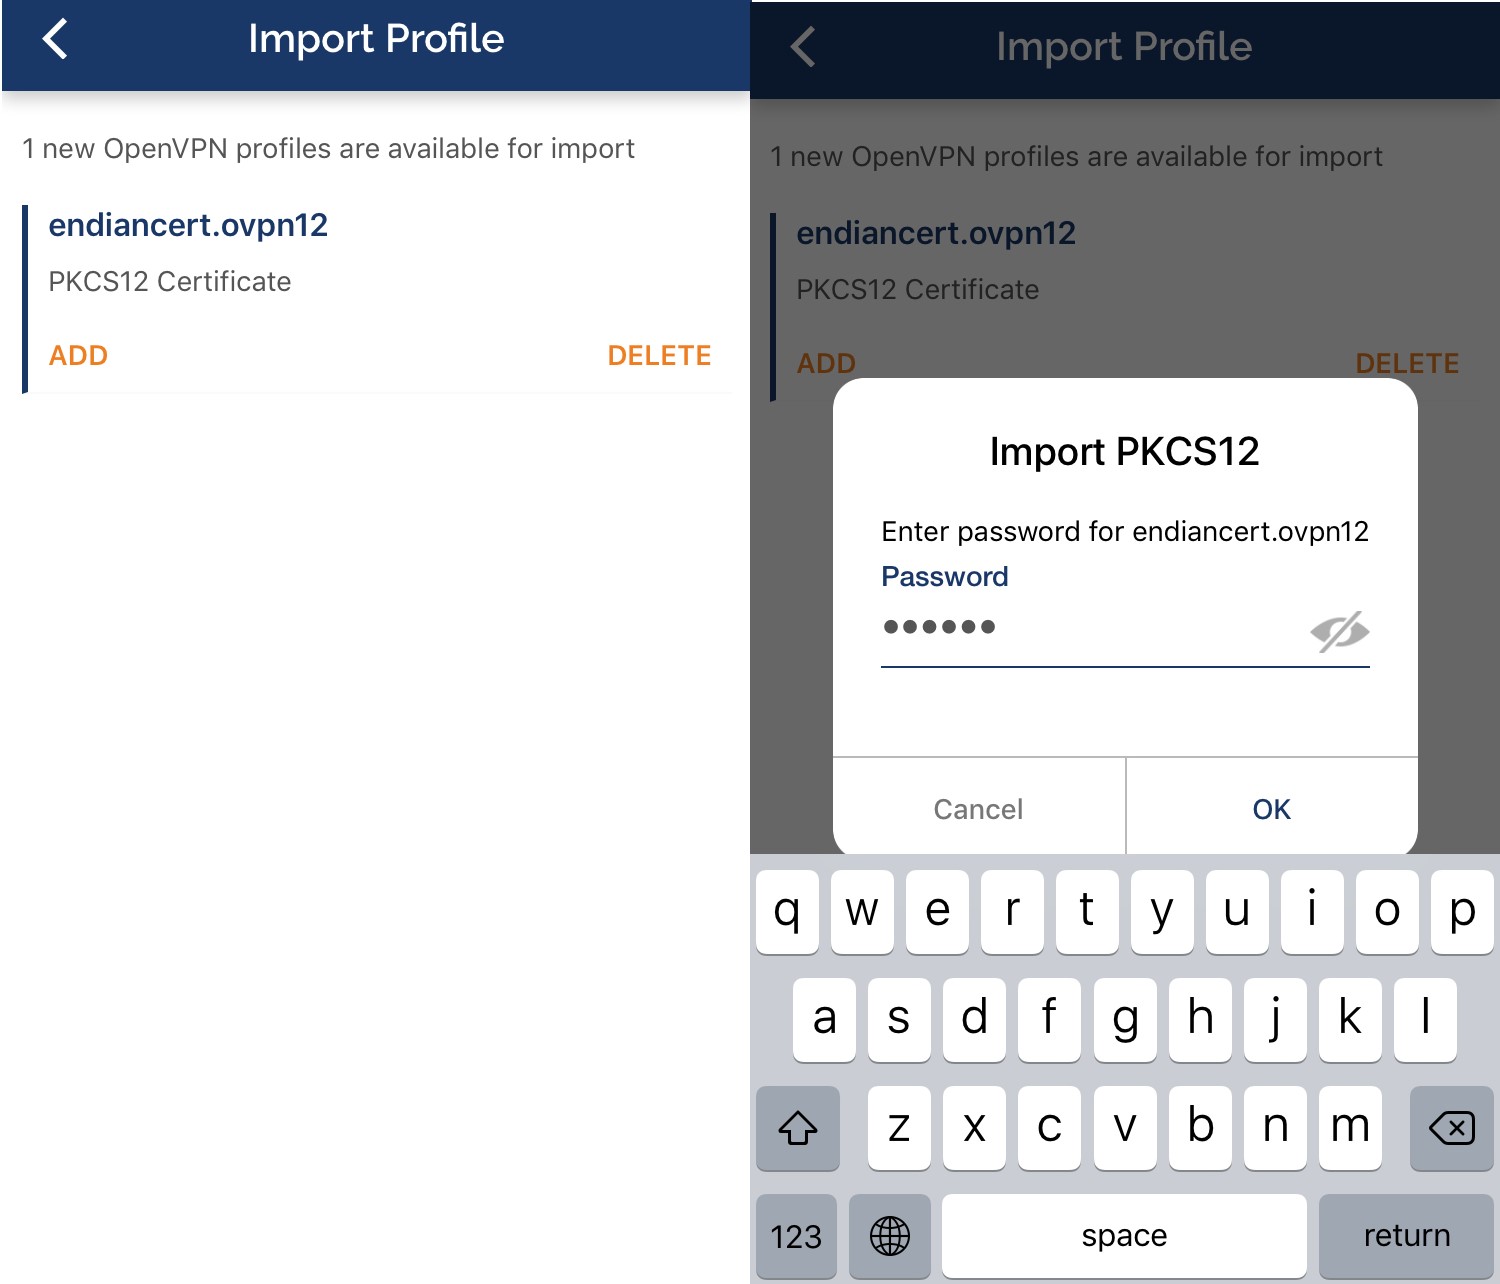 Import Profile
1 new OpenVPN profiles are available for import
endiancert.ovpn12
PKCS12 Certificate
ADD
DELETE
Import Profile
1 new OpenVPN profiles are available for import
endiancert.ovpn12
PKCS12 Certificate
ADD
DELETE
Import PKCS12
Enter password for endiancert.ovpn12
Password
••••••
Cancel
OK
q w e r t y u i o p
a s d f g h j k l
z x c v b n m
123 space return